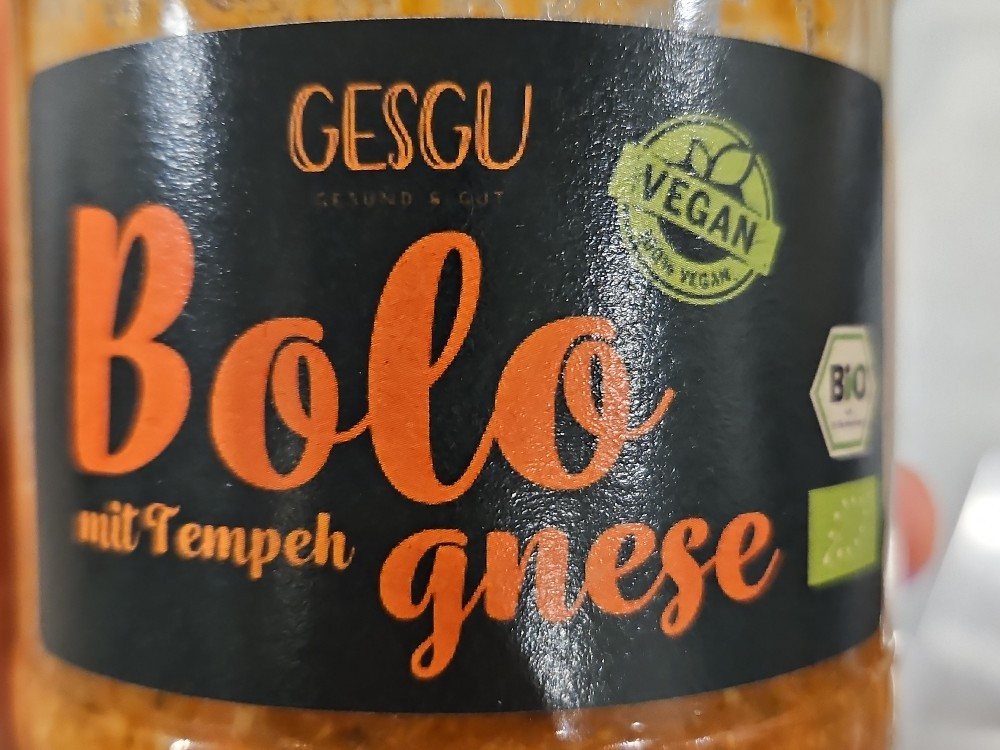 GESGU
GESUND & GUT
VEGAN
100% VEGAN
Bolo
gnese
mit Tempeh
BIO